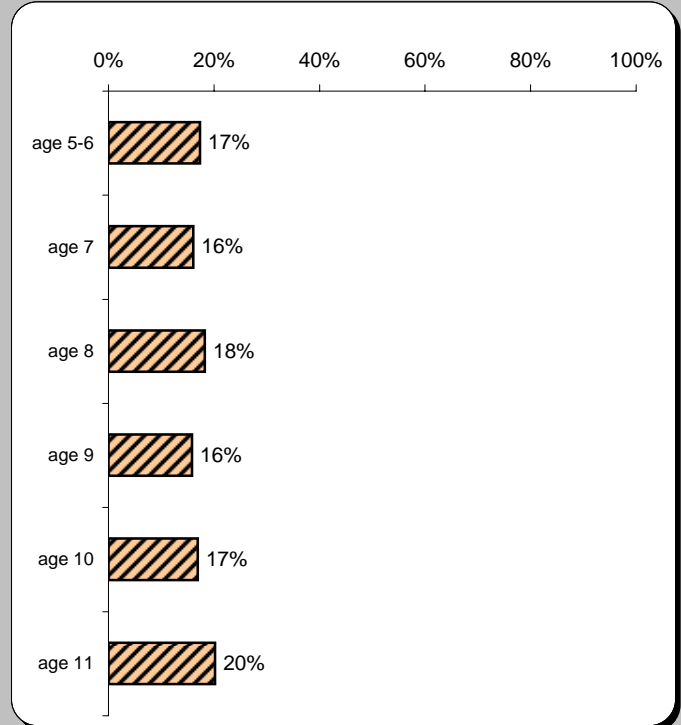 0% 20% 40% 60% 80% 100%
age 5-6 17%
age 7 16%
age 8 18%
age 9 16%
age 10 17%
age 11 20%